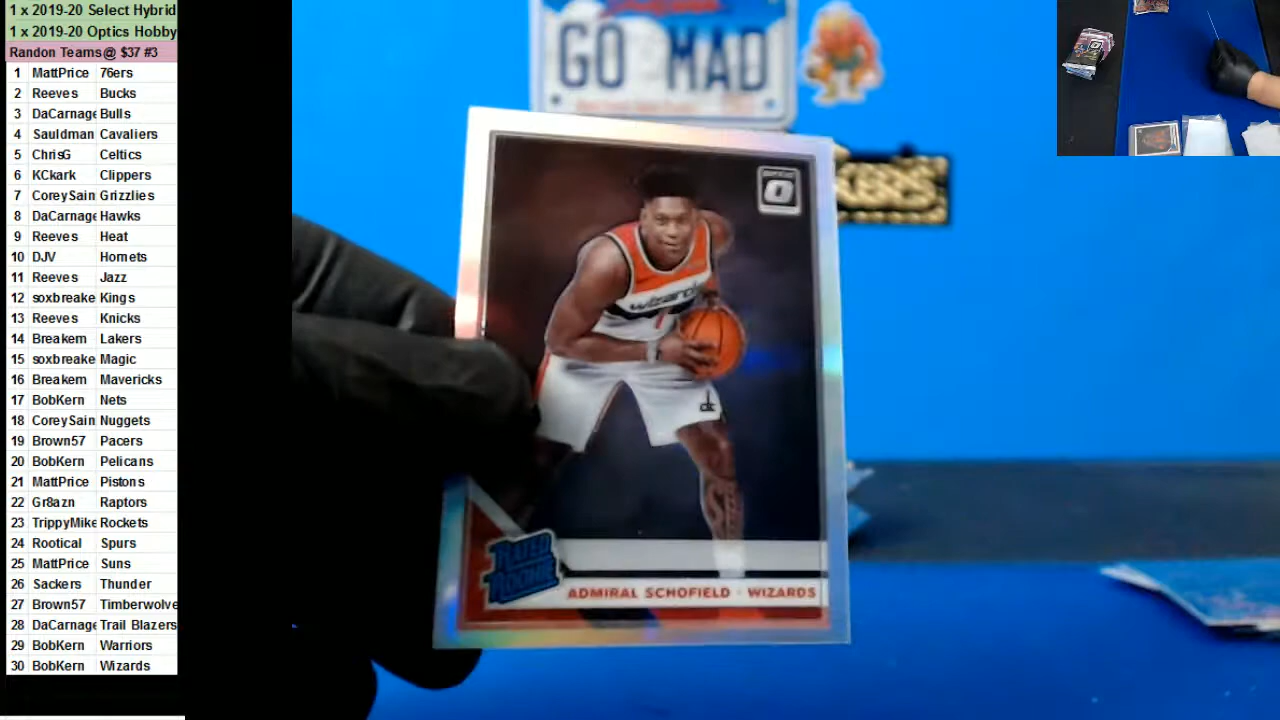 1 x 2019-20 Select Hybrid
1 x 2019-20 Optics Hobby
Randon Teams@ $37 #3
1 MattPrice 76ers
2 Reeves Bucks
3 DaCarnage Bulls
4 Sauldman Cavaliers
5 ChrisG Celtics
6 KCkark Clippers
7 CoreySain Grizzlies
8 DaCarnage Hawks
9 Reeves Heat
10 DJV Hornets
11 Reeves Jazz
12 soxbreake Kings
13 Reeves Knicks
14 Breakem Lakers
15 soxbreake Magic
16 Breakem Mavericks
17 BobKern Nets
18 CoreySain Nuggets
19 Brown57 Pacers
20 BobKern Pelicans
21 MattPrice Pistons
22 Gr8azn Raptors
23 TrippyMike Rockets
24 Rootical Spurs
25 MattPrice Suns
26 Sackers Thunder
27 Brown57 Timberwolve
28 DaCarnage Trail Blazers
29 BobKern Warriors
30 BobKern Wizards
GO MAD
wizards
RATED
ROOKIE
ADMIRAL SCHOFIELD · WIZARDS